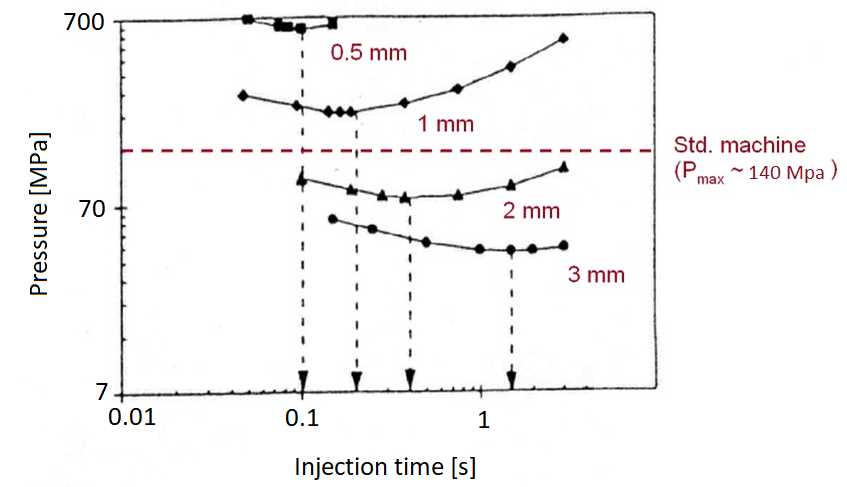 700
0.5 mm
1 mm
Std. machine
(Pmax ~ 140 Mpa )
70
2 mm
3 mm
7
0.01
0.1
1
Pressure [MPa]
Injection time [s]